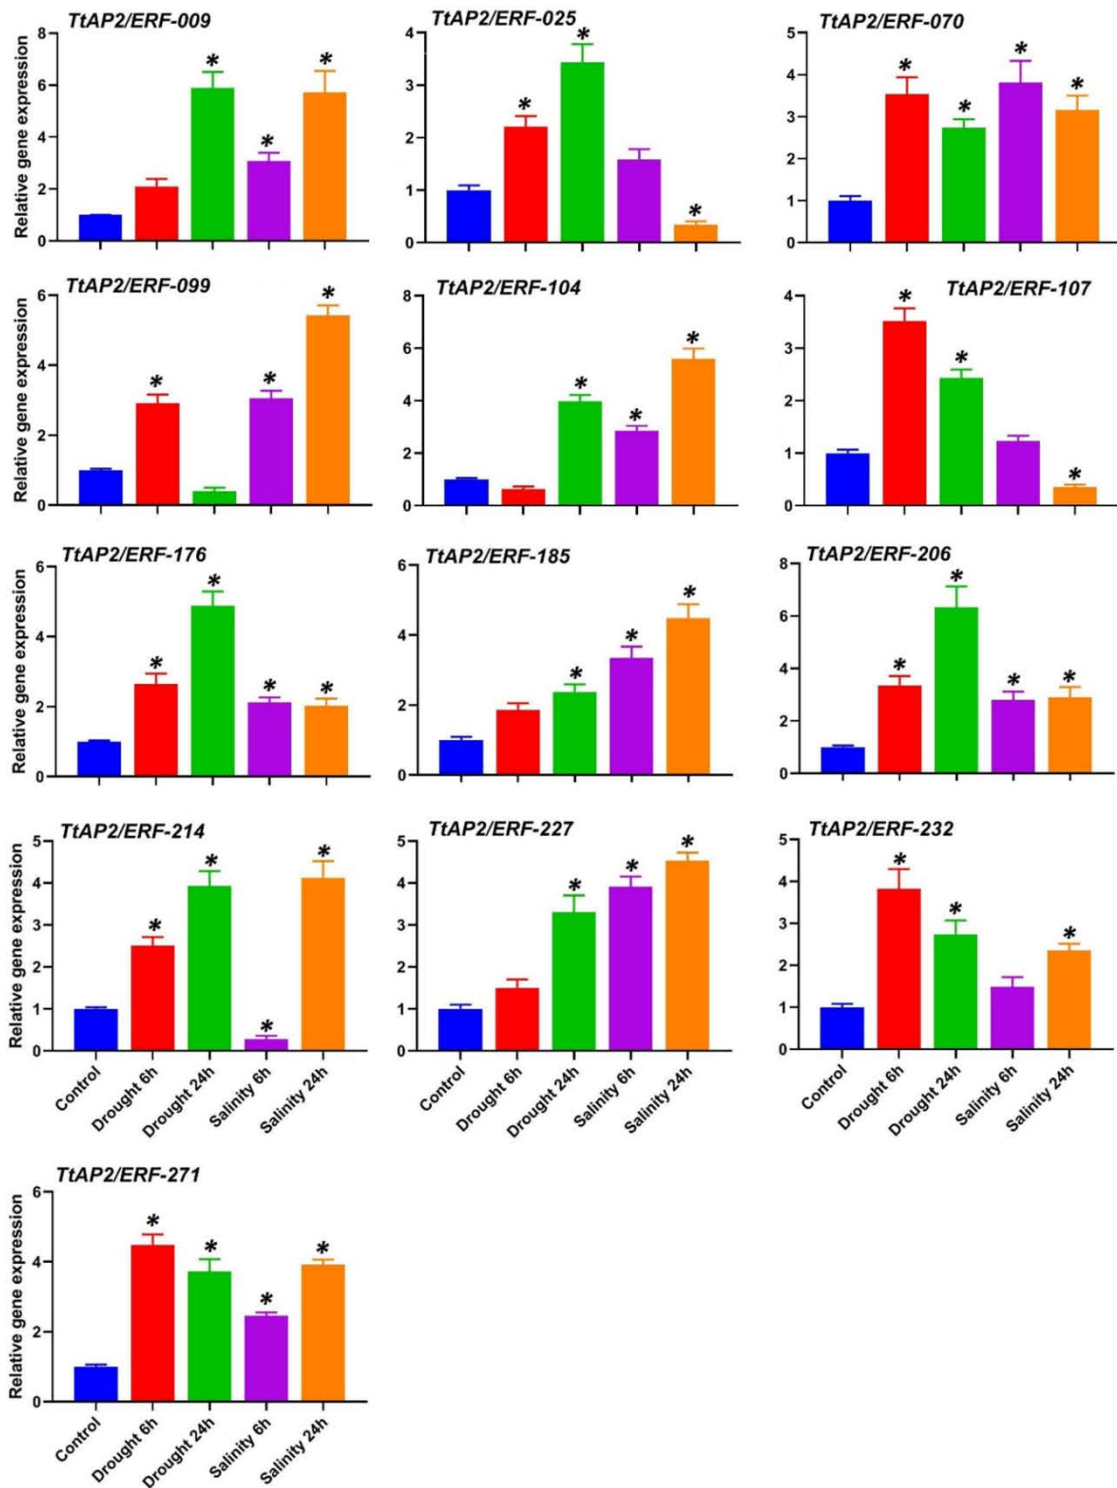 TtAP2/ERF-009
Relative gene expression
8
6
4
2
0
*
*
*
TtAP2/ERF-025
4
3
2
1
0
*
*
*
TtAP2/ERF-070
5
4
3
2
1
0
*
*
*
*
TtAP2/ERF-099
Relative gene expression
6
4
2
0
*
*
*
TtAP2/ERF-104
8
6
4
2
0
*
*
*
TtAP2/ERF-107
4
3
2
1
0
*
*
*
TtAP2/ERF-176
Relative gene expression
6
4
2
0
*
*
*
*
TtAP2/ERF-185
6
4
2
0
*
*
*
TtAP2/ERF-206
8
6
4
2
0
*
*
*
*
TtAP2/ERF-214
Relative gene expression
5
4
3
2
1
0
*
*
*
*
Control
Drought 6h
Drought 24h
Salinity 6h
Salinity 24h
TtAP2/ERF-227
5
4
3
2
1
0
*
*
*
Control
Drought 6h
Drought 24h
Salinity 6h
Salinity 24h
TtAP2/ERF-232
5
4
3
2
1
0
*
*
*
Control
Drought 6h
Drought 24h
Salinity 6h
Salinity 24h
TtAP2/ERF-271
Relative gene expression
6
4
2
0
*
*
*
*
Control
Drought 6h
Drought 24h
Salinity 6h
Salinity 24h